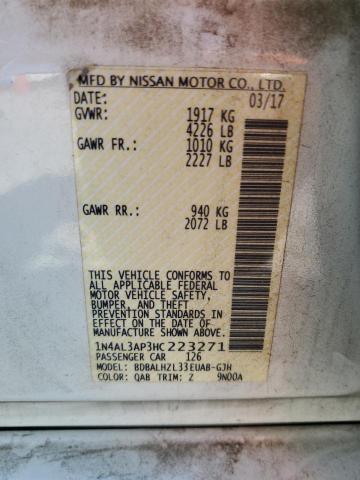 MFD BY NISSAN MOTOR CO., LTD.
DATE: 03/17
GVWR: 1917 KG
4226 LB
GAWR FR.: 1010 KG
2227 LB
GAWR RR.: 940 KG
2072 LB
THIS VEHICLE CONFORMS TO
ALL APPLICABLE FEDERAL
MOTOR VEHICLE SAFETY,
BUMPER, AND THEFT
PREVENTION STANDARDS IN
EFFECT ON THE DATE OF
MANUFACTURE SHOWN ABOVE.
1N4AL3AP3HC223271
PASSENGER CAR 126
MODEL: BDBALHZL33EUAB-GJH
COLOR: QAB TRIM: Z 9N00A